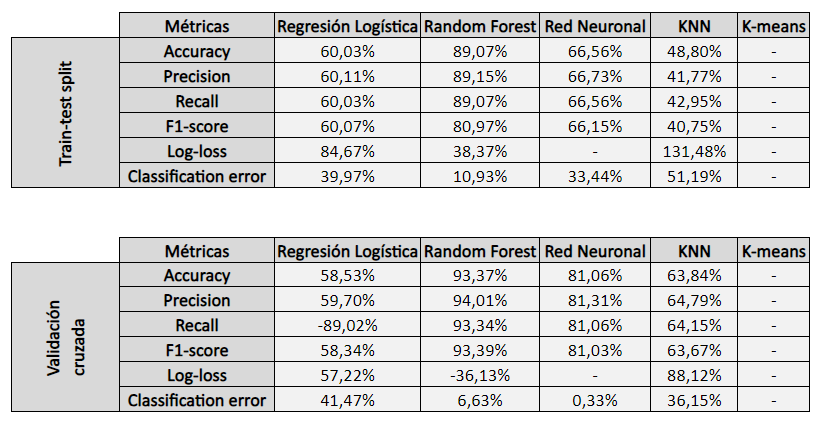 Métricas Regresión Logística Random Forest Red Neuronal KNN K-means
Train-test split
Accuracy 60,03% 89,07% 66,56% 48,80% -
Precision 60,11% 89,15% 66,73% 41,77% -
Recall 60,03% 89,07% 66,56% 42,95% -
F1-score 60,07% 80,97% 66,15% 40,75% -
Log-loss 84,67% 38,37% - 131,48% -
Classification error 39,97% 10,93% 33,44% 51,19% -
Métricas Regresión Logística Random Forest Red Neuronal KNN K-means
Validación
cruzada
Accuracy 58,53% 93,37% 81,06% 63,84% -
Precision 59,70% 94,01% 81,31% 64,79% -
Recall -89,02% 93,34% 81,06% 64,15% -
F1-score 58,34% 93,39% 81,03% 63,67% -
Log-loss 57,22% -36,13% - 88,12% -
Classification error 41,47% 6,63% 0,33% 36,15% -